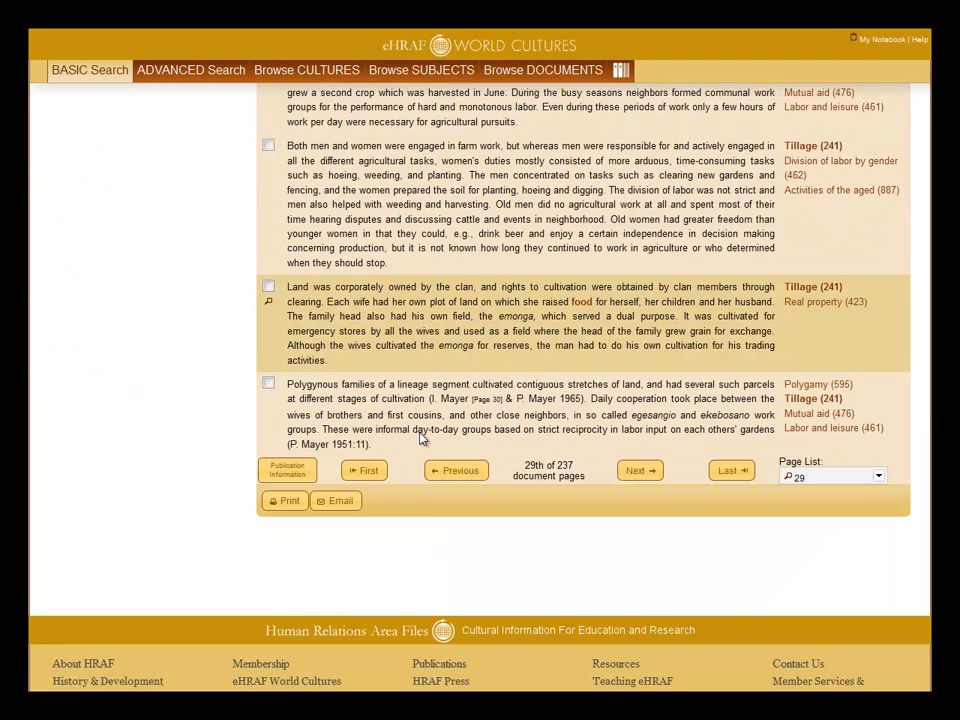 eHRAF WORLD CULTURES
My Notebook | Help
BASIC Search ADVANCED Search Browse CULTURES Browse SUBJECTS Browse DOCUMENTS
grew a second crop which was harvested in June. During the busy seasons neighbors formed communal work
groups for the performance of hard and monotonous labor. Even during these periods of work only a few hours of
work per day were necessary for agricultural pursuits.
Mutual aid (476)
Labor and leisure (461)
Both men and women were engaged in farm work, but whereas men were responsible for and actively engaged in
all the different agricultural tasks, women's duties mostly consisted of more arduous, time-consuming tasks
such as hoeing, weeding, and planting. The men concentrated on tasks such as clearing new gardens and
fencing, and the women prepared the soil for planting, hoeing and digging. The division of labor was not strict and
men also helped with weeding and harvesting. Old men did no agricultural work at all and spent most of their
time hearing disputes and discussing cattle and events in neighborhood. Old women had greater freedom than
younger women in that they could, e.g., drink beer and enjoy a certain independence in decision making
concerning production, but it is not known how long they continued to work in agriculture or who determined
when they should stop.
Tillage (241)
Division of labor by gender
(462)
Activities of the aged (887)
Land was corporately owned by the clan, and rights to cultivation were obtained by clan members through
clearing. Each wife had her own plot of land on which she raised food for herself, her children and her husband.
The family head also had his own field, the emonga, which served a dual purpose. It was cultivated for
emergency stores by all the wives and used as a field where the head of the family grew grain for exchange.
Although the wives cultivated the emonga for reserves, the man had to do his own cultivation for his trading
activities.
Tillage (241)
Real property (423)
Polygynous families of a lineage segment cultivated contiguous stretches of land, and had several such parcels
at different stages of cultivation (I. Mayer [Page 30] & P. Mayer 1965). Daily cooperation took place between the
wives of brothers and first cousins, and other close neighbors, in so called egesangio and ekebosano work
groups. These were informal day-to-day groups based on strict reciprocity in labor input on each others' gardens
(P. Mayer 1951:11).
Polygamy (595)
Tillage (241)
Mutual aid (476)
Labor and leisure (461)
Publication
Information
First
Previous
29th of 237
document pages
Next
Last
Page List:
29
Print Email
Human Relations Area Files Cultural Information For Education and Research
About HRAF Membership Publications Resources Contact Us
History & Development eHRAF World Cultures HRAF Press Teaching eHRAF Member Services &